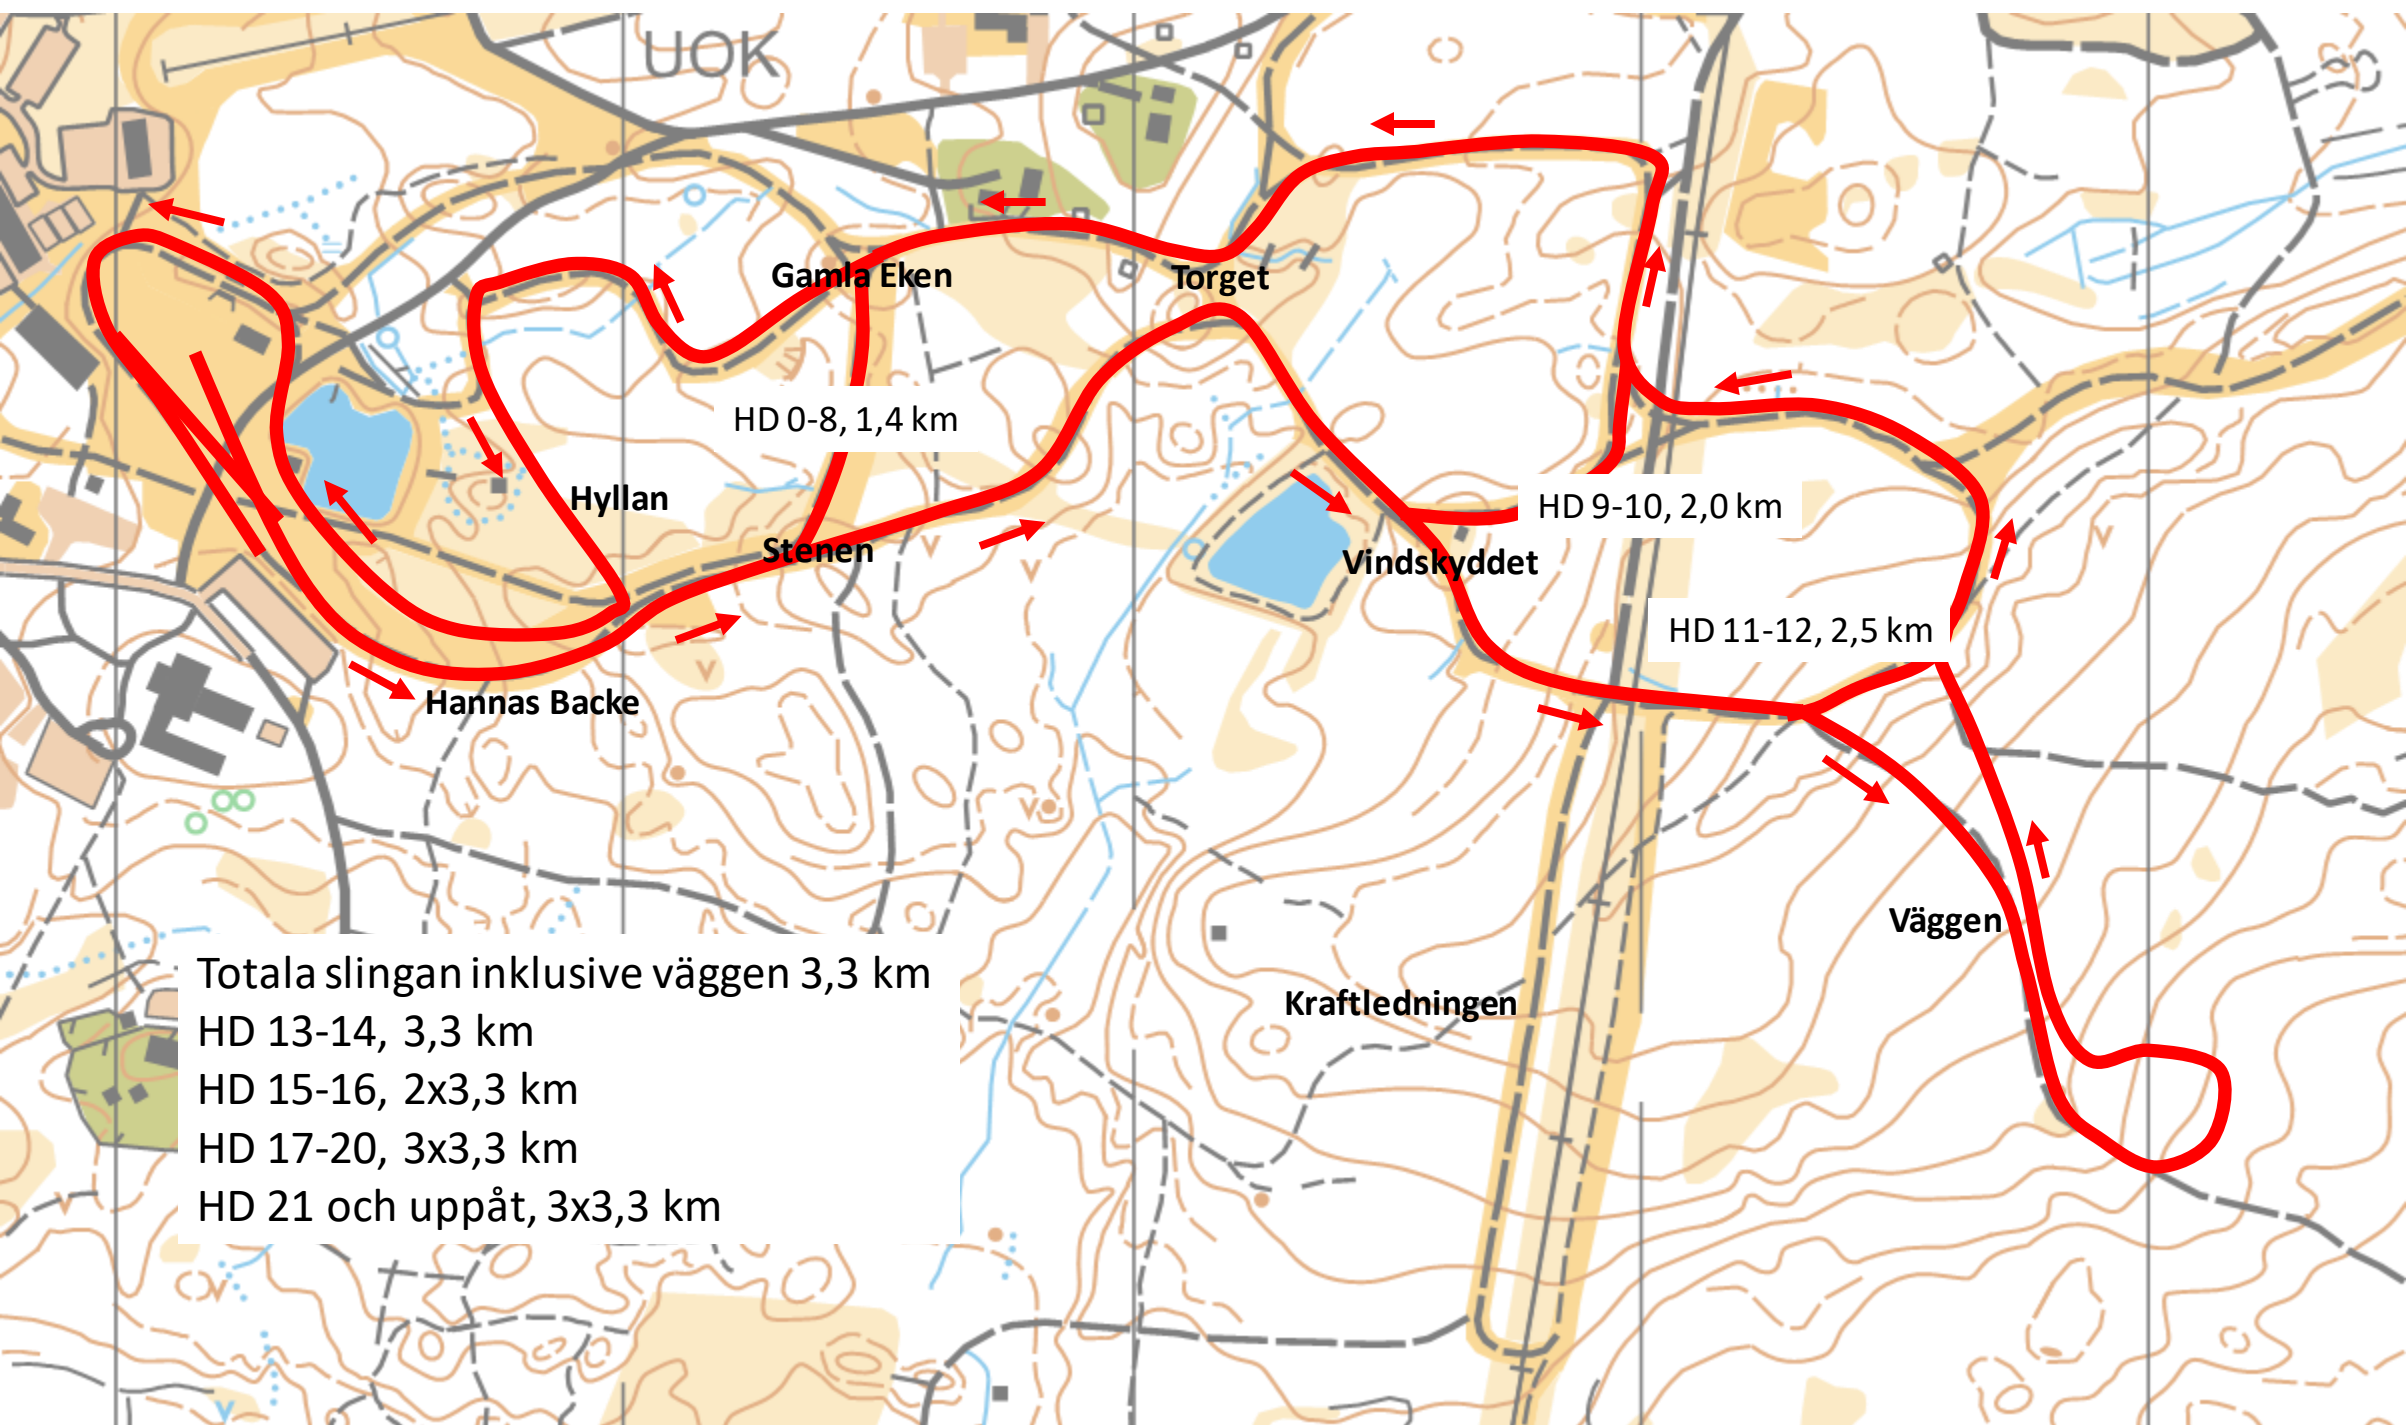 UOK
Gamla Eken
Torget
HD 0-8, 1,4 km
Hyllan
HD 9-10, 2,0 km
Stenen
Vindskyddet
HD 11-12, 2,5 km
Hannas Backe
Väggen
Kraftledningen
Totala slingan inklusive väggen 3,3 km
HD 13-14, 3,3 km
HD 15-16, 2x3,3 km
HD 17-20, 3x3,3 km
HD 21 och uppåt, 3x3,3 km